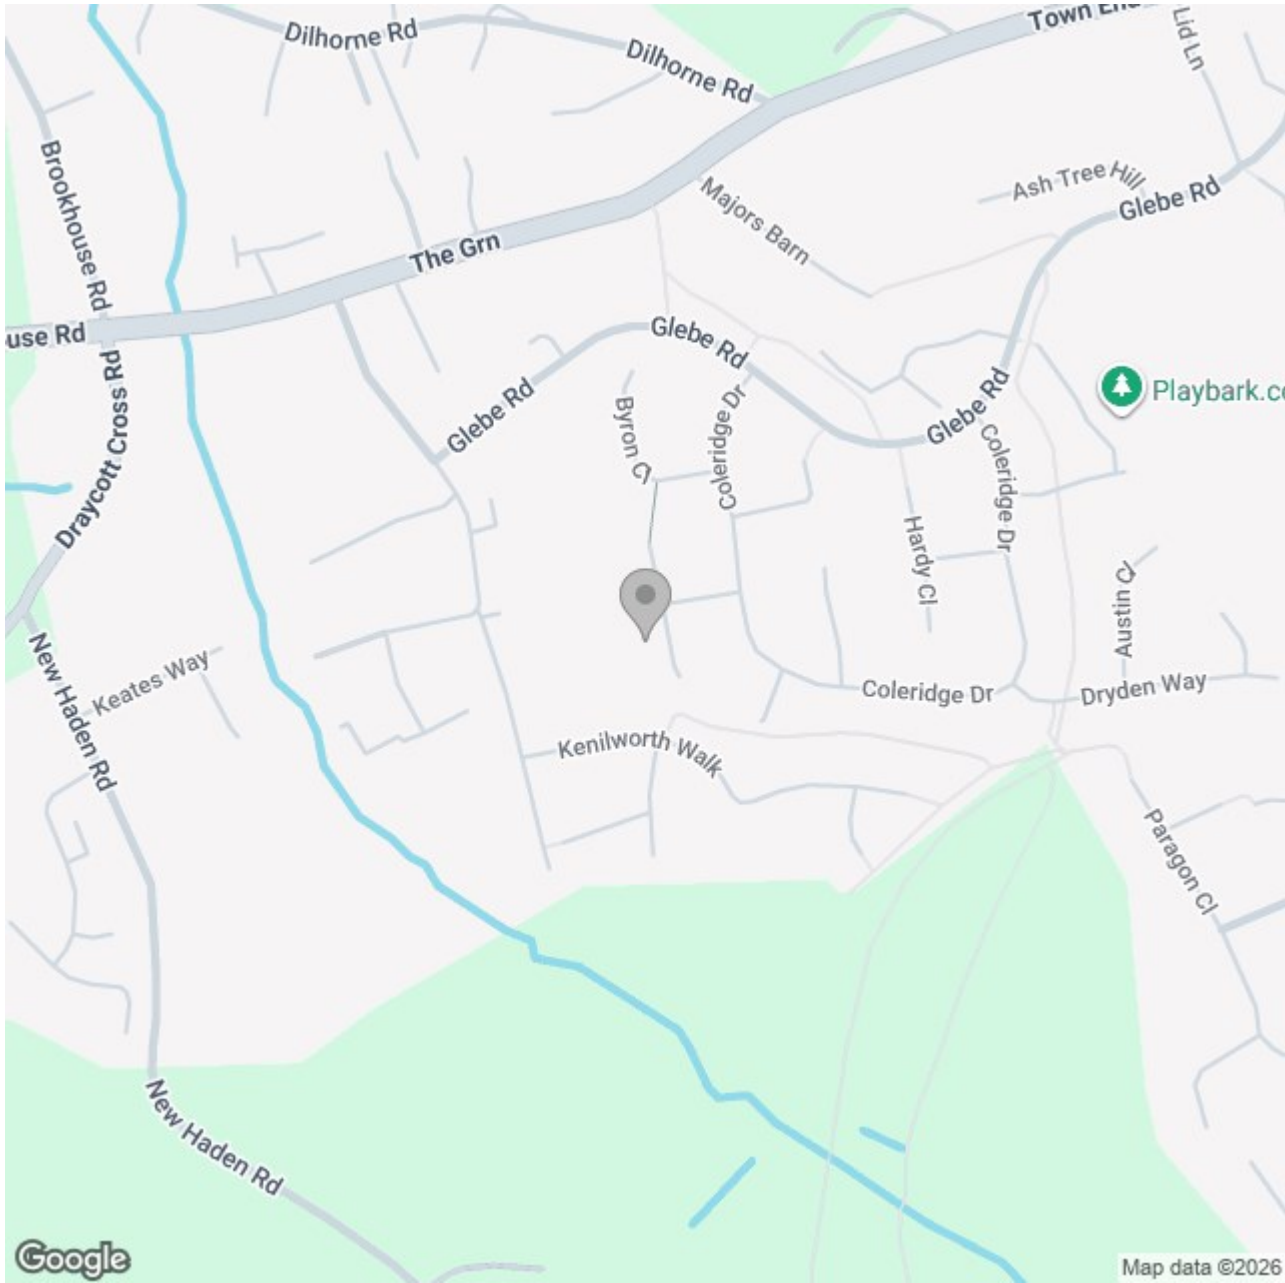 Dilhorne Rd
Dilhorne Rd
Town End
Lid Ln
Brookhouse Rd
Majors Barn
Ash Tree Hill
Glebe Rd
The Grn
use Rd
Glebe Rd
Draycott Cross Rd
Glebe Rd
Byron Cl
Coleridge Dr
Glebe Rd
Playbark.co
Coleridge Dr
Hardy Cl
Austin Cl
New Haden Rd
Keates Way
Coleridge Dr
Dryden Way
Kenilworth Walk
Paragon Cl
New Haden Rd
Google
Map data ©2026